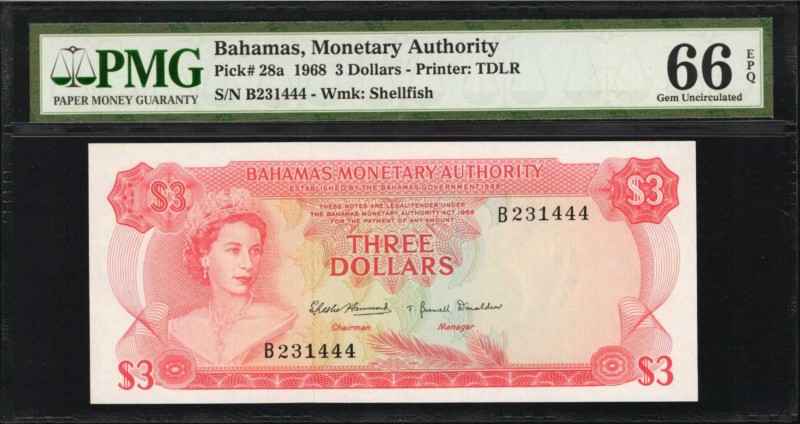 PMG
PAPER MONEY GUARANTY
Bahamas, Monetary Authority
Pick# 28a 1968 3 Dollars - Printer: TDLR
S/N B231444 - Wmk: Shellfish
66 EPQ
Gem Uncirculated
$3
BAHAMAS MONETARY AUTHORITY
$3
ESTABLISHED BY THE BAHAMAS GOVERNMENT 1968
THESE NOTES ARE LEGAL TENDER UNDER
THE BAHAMAS MONETARY AUTHORITY ACT 1968
FOR THE PAYMENT OF ANY AMOUNT
B231444
THREE
DOLLARS
T. Burnell Donaldson
Chairman
Manager
B231444
$3
$3